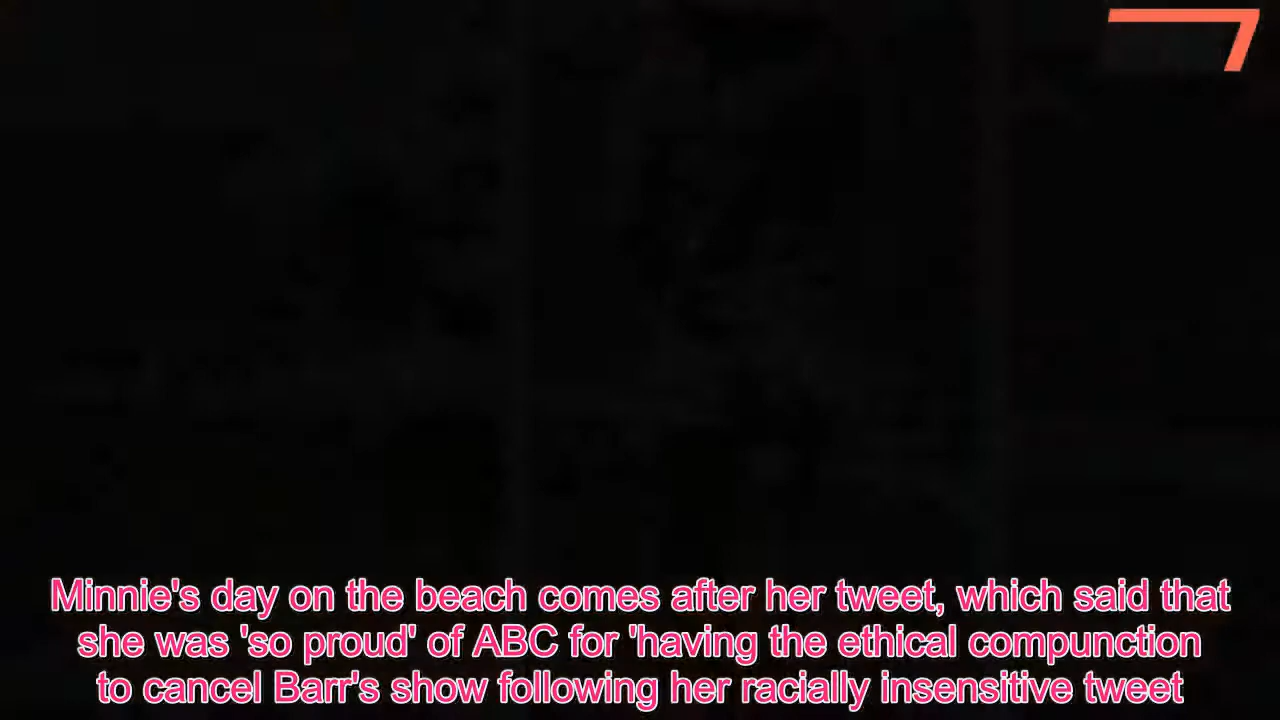 Minnie's day on the beach comes after her tweet, which said that
she was 'so proud' of ABC for 'having the ethical compunction
to cancel Barr's show following her racially insensitive tweet